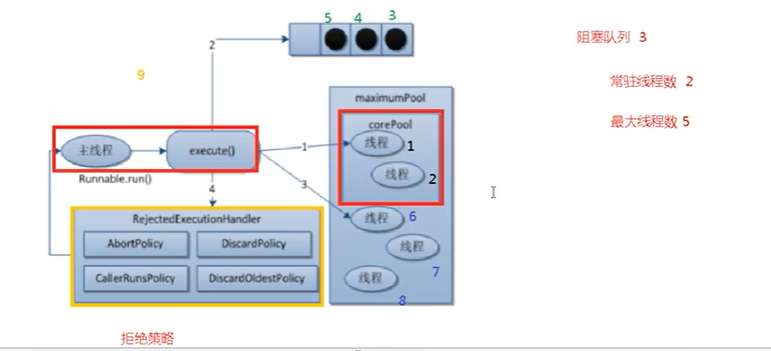 5 4 3
阻塞队列 3
2
9
常驻线程数 2
maximumPool
最大线程数 5
corePool
主线程
execute()
1
线程 1
Runnable.run()
线程 2
4
3
RejectedExecutionHandler
线程 6
AbortPolicy DiscardPolicy
线程 7
CallerRunsPolicy DiscardOldestPolicy
线程 8
拒绝策略